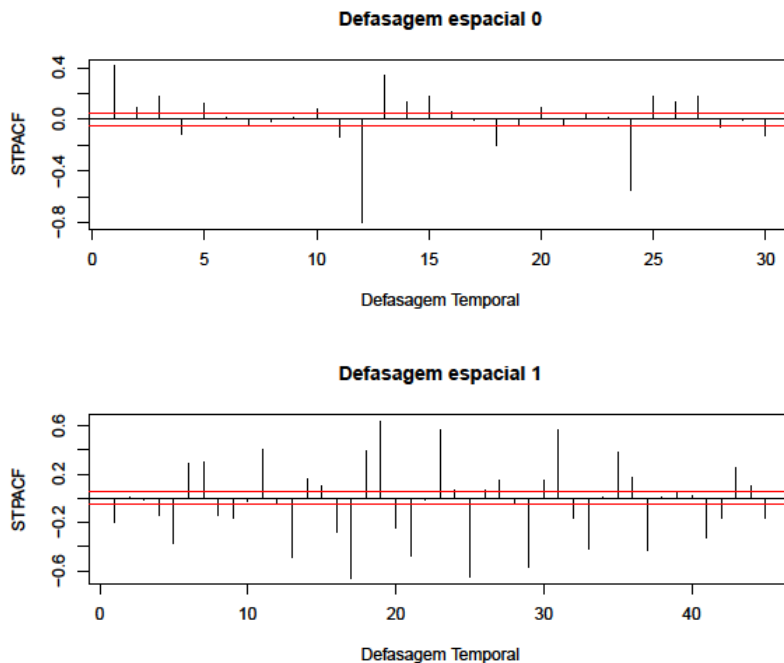 Defasagem espacial 0
STPACF
0.4
0.0
−0.4
−0.8
0 5 10 15 20 25 30
Defasagem Temporal
Defasagem espacial 1
STPACF
0.6
0.2
−0.2
−0.6
0 10 20 30 40
Defasagem Temporal